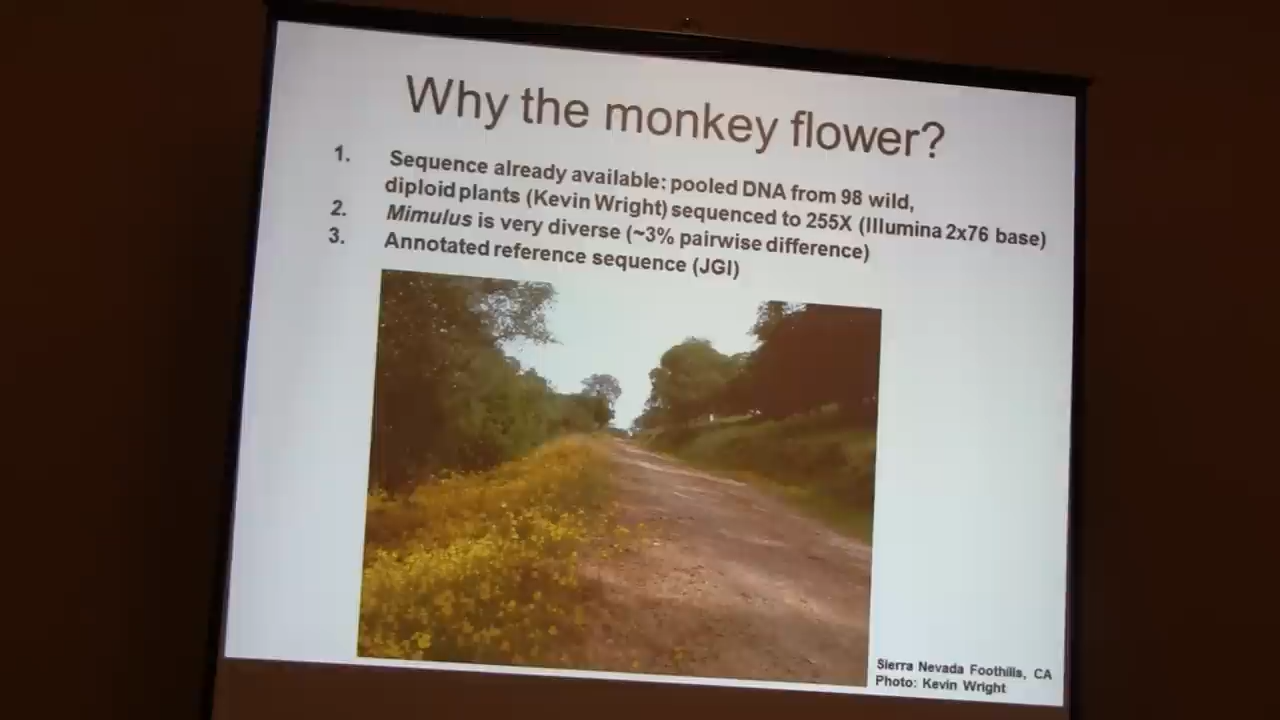 Why the monkey flower?
1. Sequence already available: pooled DNA from 98 wild,
diploid plants (Kevin Wright) sequenced to 255X (Illumina 2x76 base)
2. Mimulus is very diverse (~3% pairwise difference)
3. Annotated reference sequence (JGI)
Sierra Nevada Foothills, CA
Photo: Kevin Wright